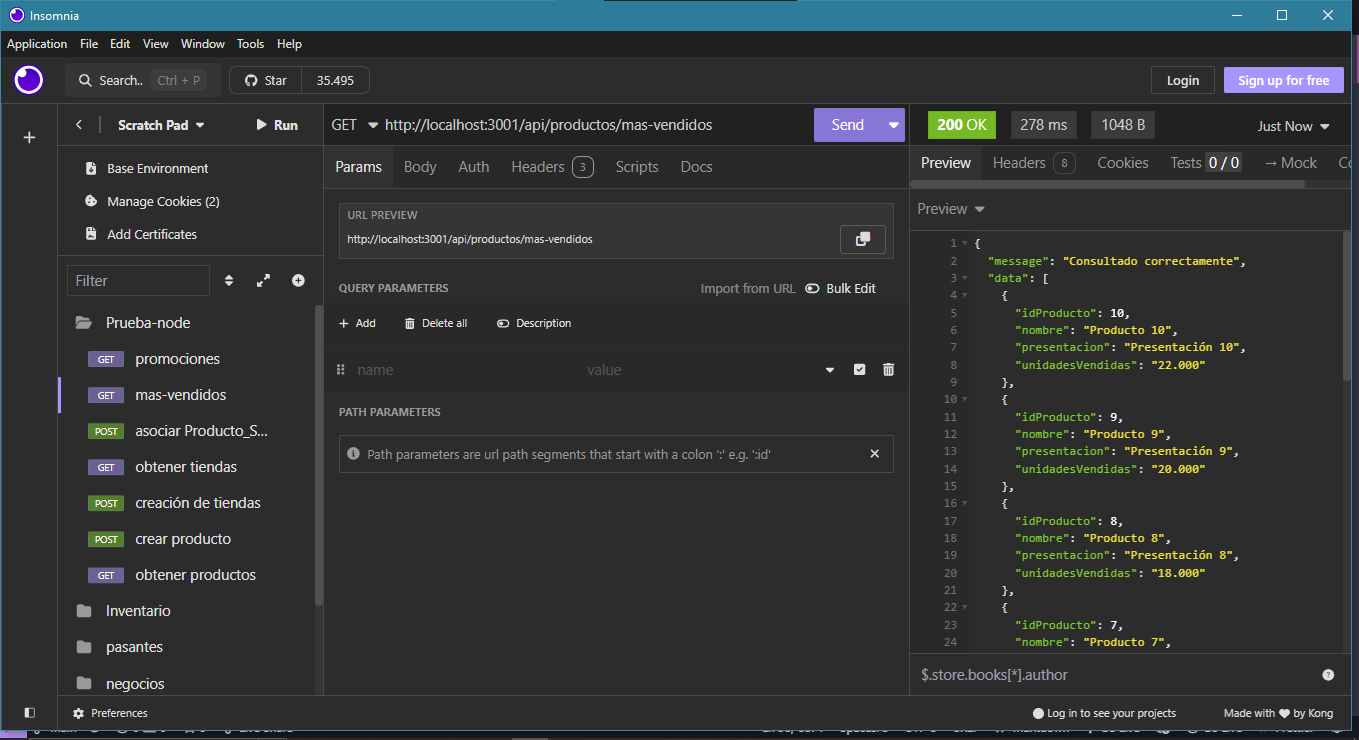 Insomnia
Application File Edit View Window Tools Help
Search.. Ctrl + P Star 35.495 Login Sign up for free
Scratch Pad Run
Base Environment
Manage Cookies (2)
Add Certificates
Filter
Prueba-node
GET promociones
GET mas-vendidos
POST asociar Producto_S...
GET obtener tiendas
POST creación de tiendas
POST crear producto
GET obtener productos
Inventario
pasantes
negocios
GET http://localhost:3001/api/productos/mas-vendidos Send
Params Body Auth Headers 3 Scripts Docs
URL PREVIEW
http://localhost:3001/api/productos/mas-vendidos
QUERY PARAMETERS Import from URL Bulk Edit
Add Delete all Description
name value
PATH PARAMETERS
Path parameters are url path segments that start with a colon ':' e.g. ':id'
200 OK 278 ms 1048 B Just Now
Preview Headers 8 Cookies Tests 0 / 0 → Mock
Preview
1 {
2 "message": "Consultado correctamente",
3 "data": [
4 {
5 "idProducto": 10,
6 "nombre": "Producto 10",
7 "presentacion": "Presentación 10",
8 "unidadesVendidas": "22.000"
9 },
10 {
11 "idProducto": 9,
12 "nombre": "Producto 9",
13 "presentacion": "Presentación 9",
14 "unidadesVendidas": "20.000"
15 },
16 {
17 "idProducto": 8,
18 "nombre": "Producto 8",
19 "presentacion": "Presentación 8",
20 "unidadesVendidas": "18.000"
21 },
22 {
23 "idProducto": 7,
24 "nombre": "Producto 7",
$.store.books[*].author
Preferences Log in to see your projects Made with ❤ by Kong